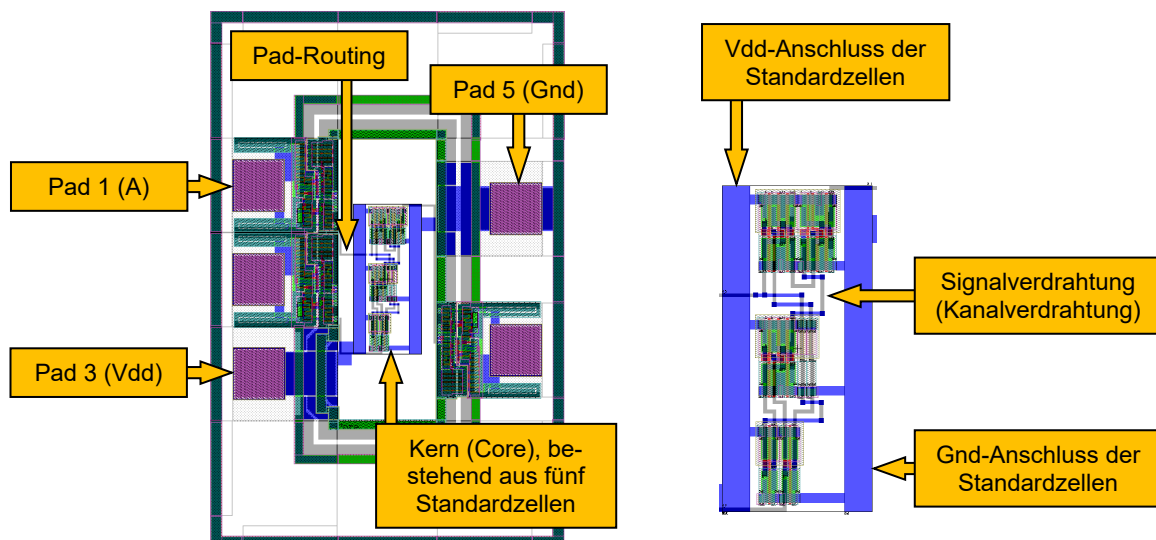 Pad-Routing
Pad 5 (Gnd)
Pad 1 (A)
Pad 3 (Vdd)
Kern (Core), be-
stehend aus fünf
Standardzellen
Vdd-Anschluss der
Standardzellen
Signalverdrahtung
(Kanalverdrahtung)
Gnd-Anschluss der
Standardzellen